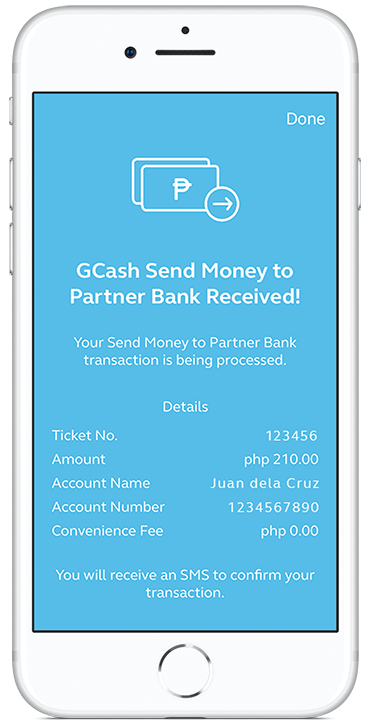 Done
GCash Send Money to
Partner Bank Received!
Your Send Money to Partner Bank
transaction is being processed.
Details
Ticket No. 123456
Amount php 210.00
Account Name Juan dela Cruz
Account Number 1234567890
Convenience Fee php 0.00
You will receive an SMS to confirm your
transaction.